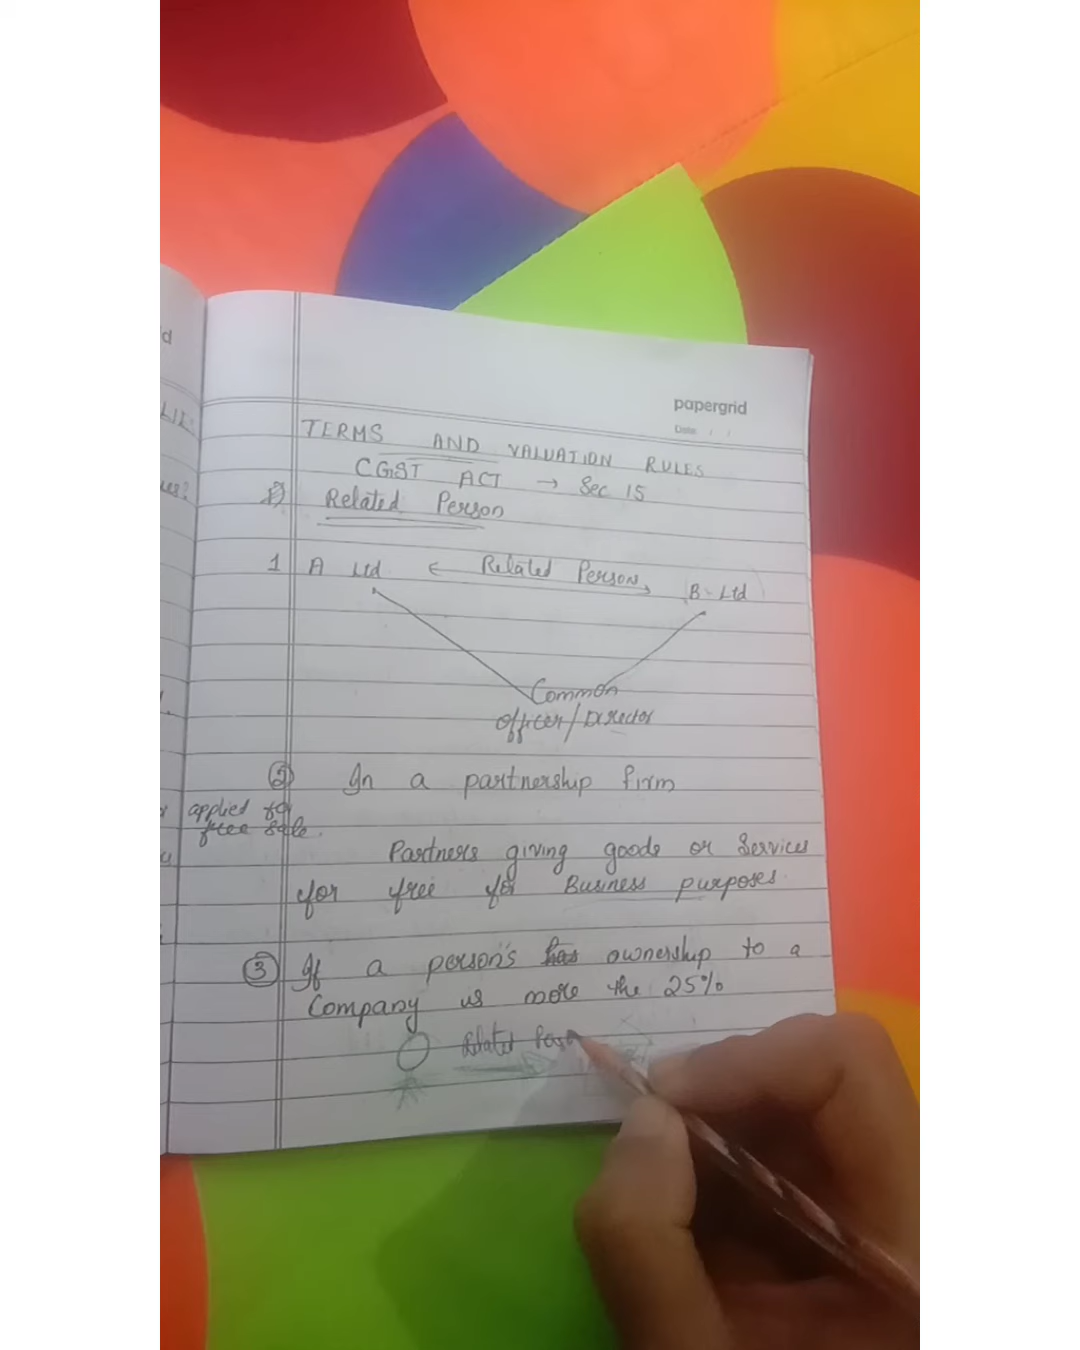 papergrid
Date: / /
TERMS AND VALUATION RULES
CGST ACT → Sec 15
Related Person
1 A Ltd ← Related Person → B Ltd
Common
Officer/Director
② In a partnership firm
applied for
free sale.
Partners giving goods or Services
for free for Business purposes.
③ If a person's has ownership to a
Company is more the 25%
Related Perso